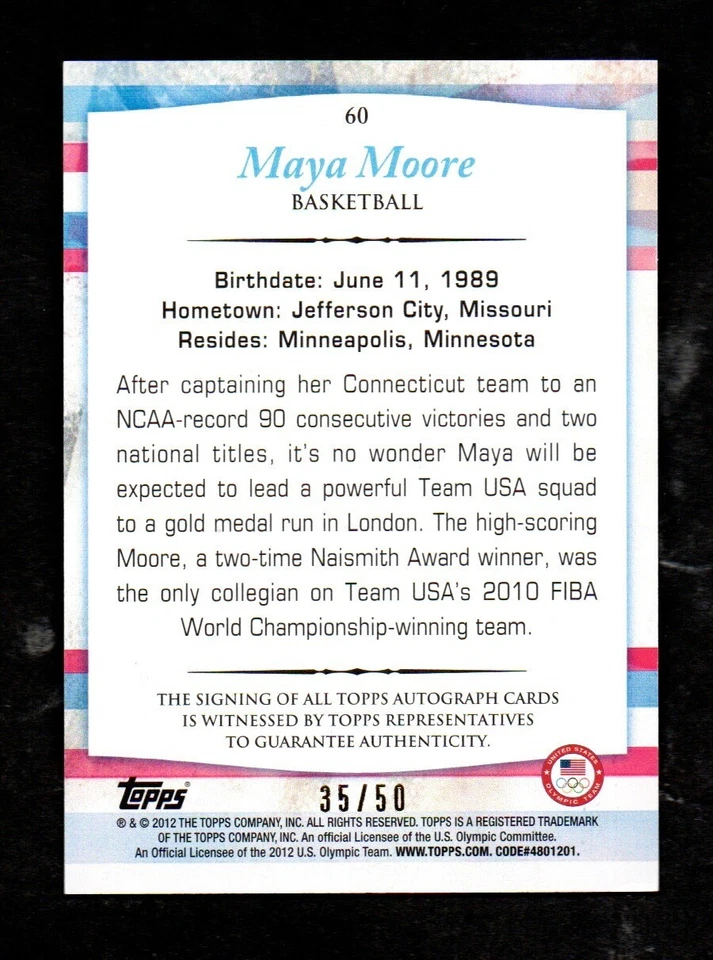 60
Maya Moore
BASKETBALL
Birthdate: June 11, 1989
Hometown: Jefferson City, Missouri
Resides: Minneapolis, Minnesota
After captaining her Connecticut team to an
NCAA-record 90 consecutive victories and two
national titles, it's no wonder Maya will be
expected to lead a powerful Team USA squad
to a gold medal run in London. The high-scoring
Moore, a two-time Naismith Award winner, was
the only collegian on Team USA's 2010 FIBA
World Championship-winning team.
THE SIGNING OF ALL TOPPS AUTOGRAPH CARDS
IS WITNESSED BY TOPPS REPRESENTATIVES
TO GUARANTEE AUTHENTICITY.
UNITED STATES
OLYMPIC TEAM
Topps®
35/50
® & © 2012 THE TOPPS COMPANY, INC. ALL RIGHTS RESERVED. TOPPS IS A REGISTERED TRADEMARK
OF THE TOPPS COMPANY, INC. An official Licensee of the U.S. Olympic Committee.
An Official Licensee of the 2012 U.S. Olympic Team. WWW.TOPPS.COM. CODE#4801201.